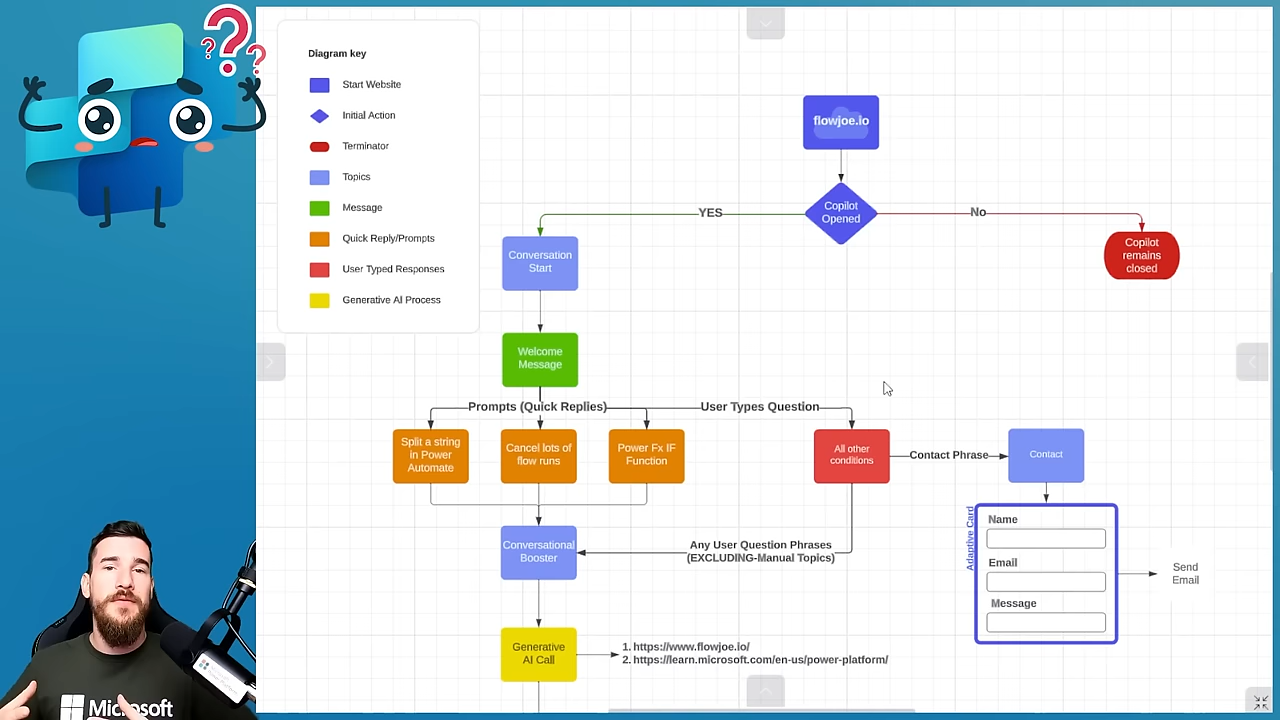 ? ? ?
Diagram key
Start Website
Initial Action
Terminator
Topics
Message
Quick Reply/Prompts
User Typed Responses
Generative AI Process
flowjoe.io
Copilot
Opened
YES
No
Conversation
Start
Copilot
remains
closed
Welcome
Message
Prompts (Quick Replies)
User Types Question
Split a string
in Power
Automate
Cancel lots of
flow runs
Power Fx IF
Function
All other
conditions
Contact Phrase
Contact
Adaptive Card
Name
Email
Message
Send
Email
Conversational
Booster
Any User Question Phrases
(EXCLUDING-Manual Topics)
Generative
AI Call
1. https://www.flowjoe.io/
2. https://learn.microsoft.com/en-us/power-platform/
Microsoft